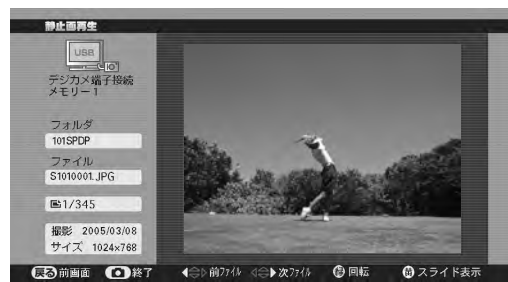 静止画再生
USB
デジカメ端子接続
メモリー1
フォルダ
101SPDP
ファイル
S1010001.JPG
1/345
撮影 2005/03/08
サイズ 1024×768
戻る 前画面 終了 前ファイル 次ファイル 回転 スライド表示